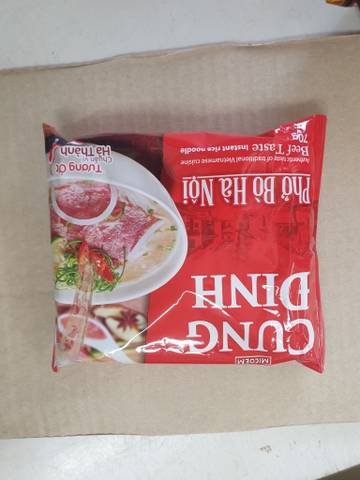 MICOEM
CUNG
ĐÌNH
Phở Bò Hà Nội
Authentic taste of traditional Vietnamese cuisine
Beef Taste Instant rice noodle
70g
Tương Ớt
Chuẩn vị
Hà Thành